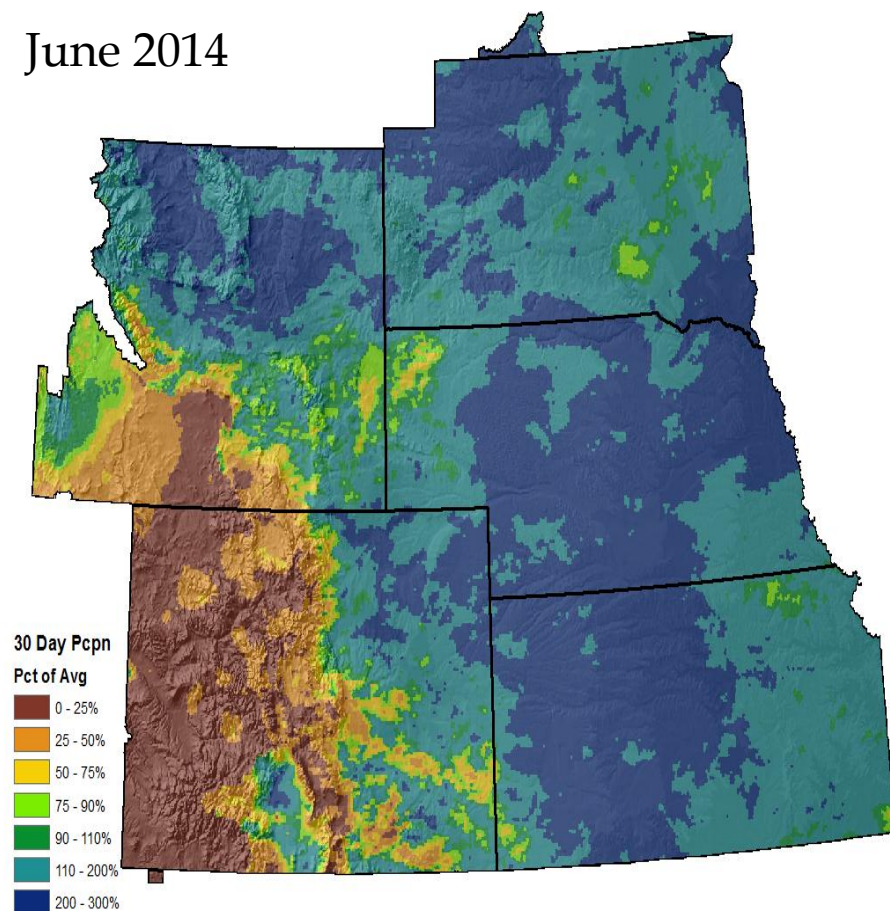 June 2014
30 Day Pcpn
Pct of Avg
0 - 25%
25 - 50%
50 - 75%
75 - 90%
90 - 110%
110 - 200%
200 - 300%